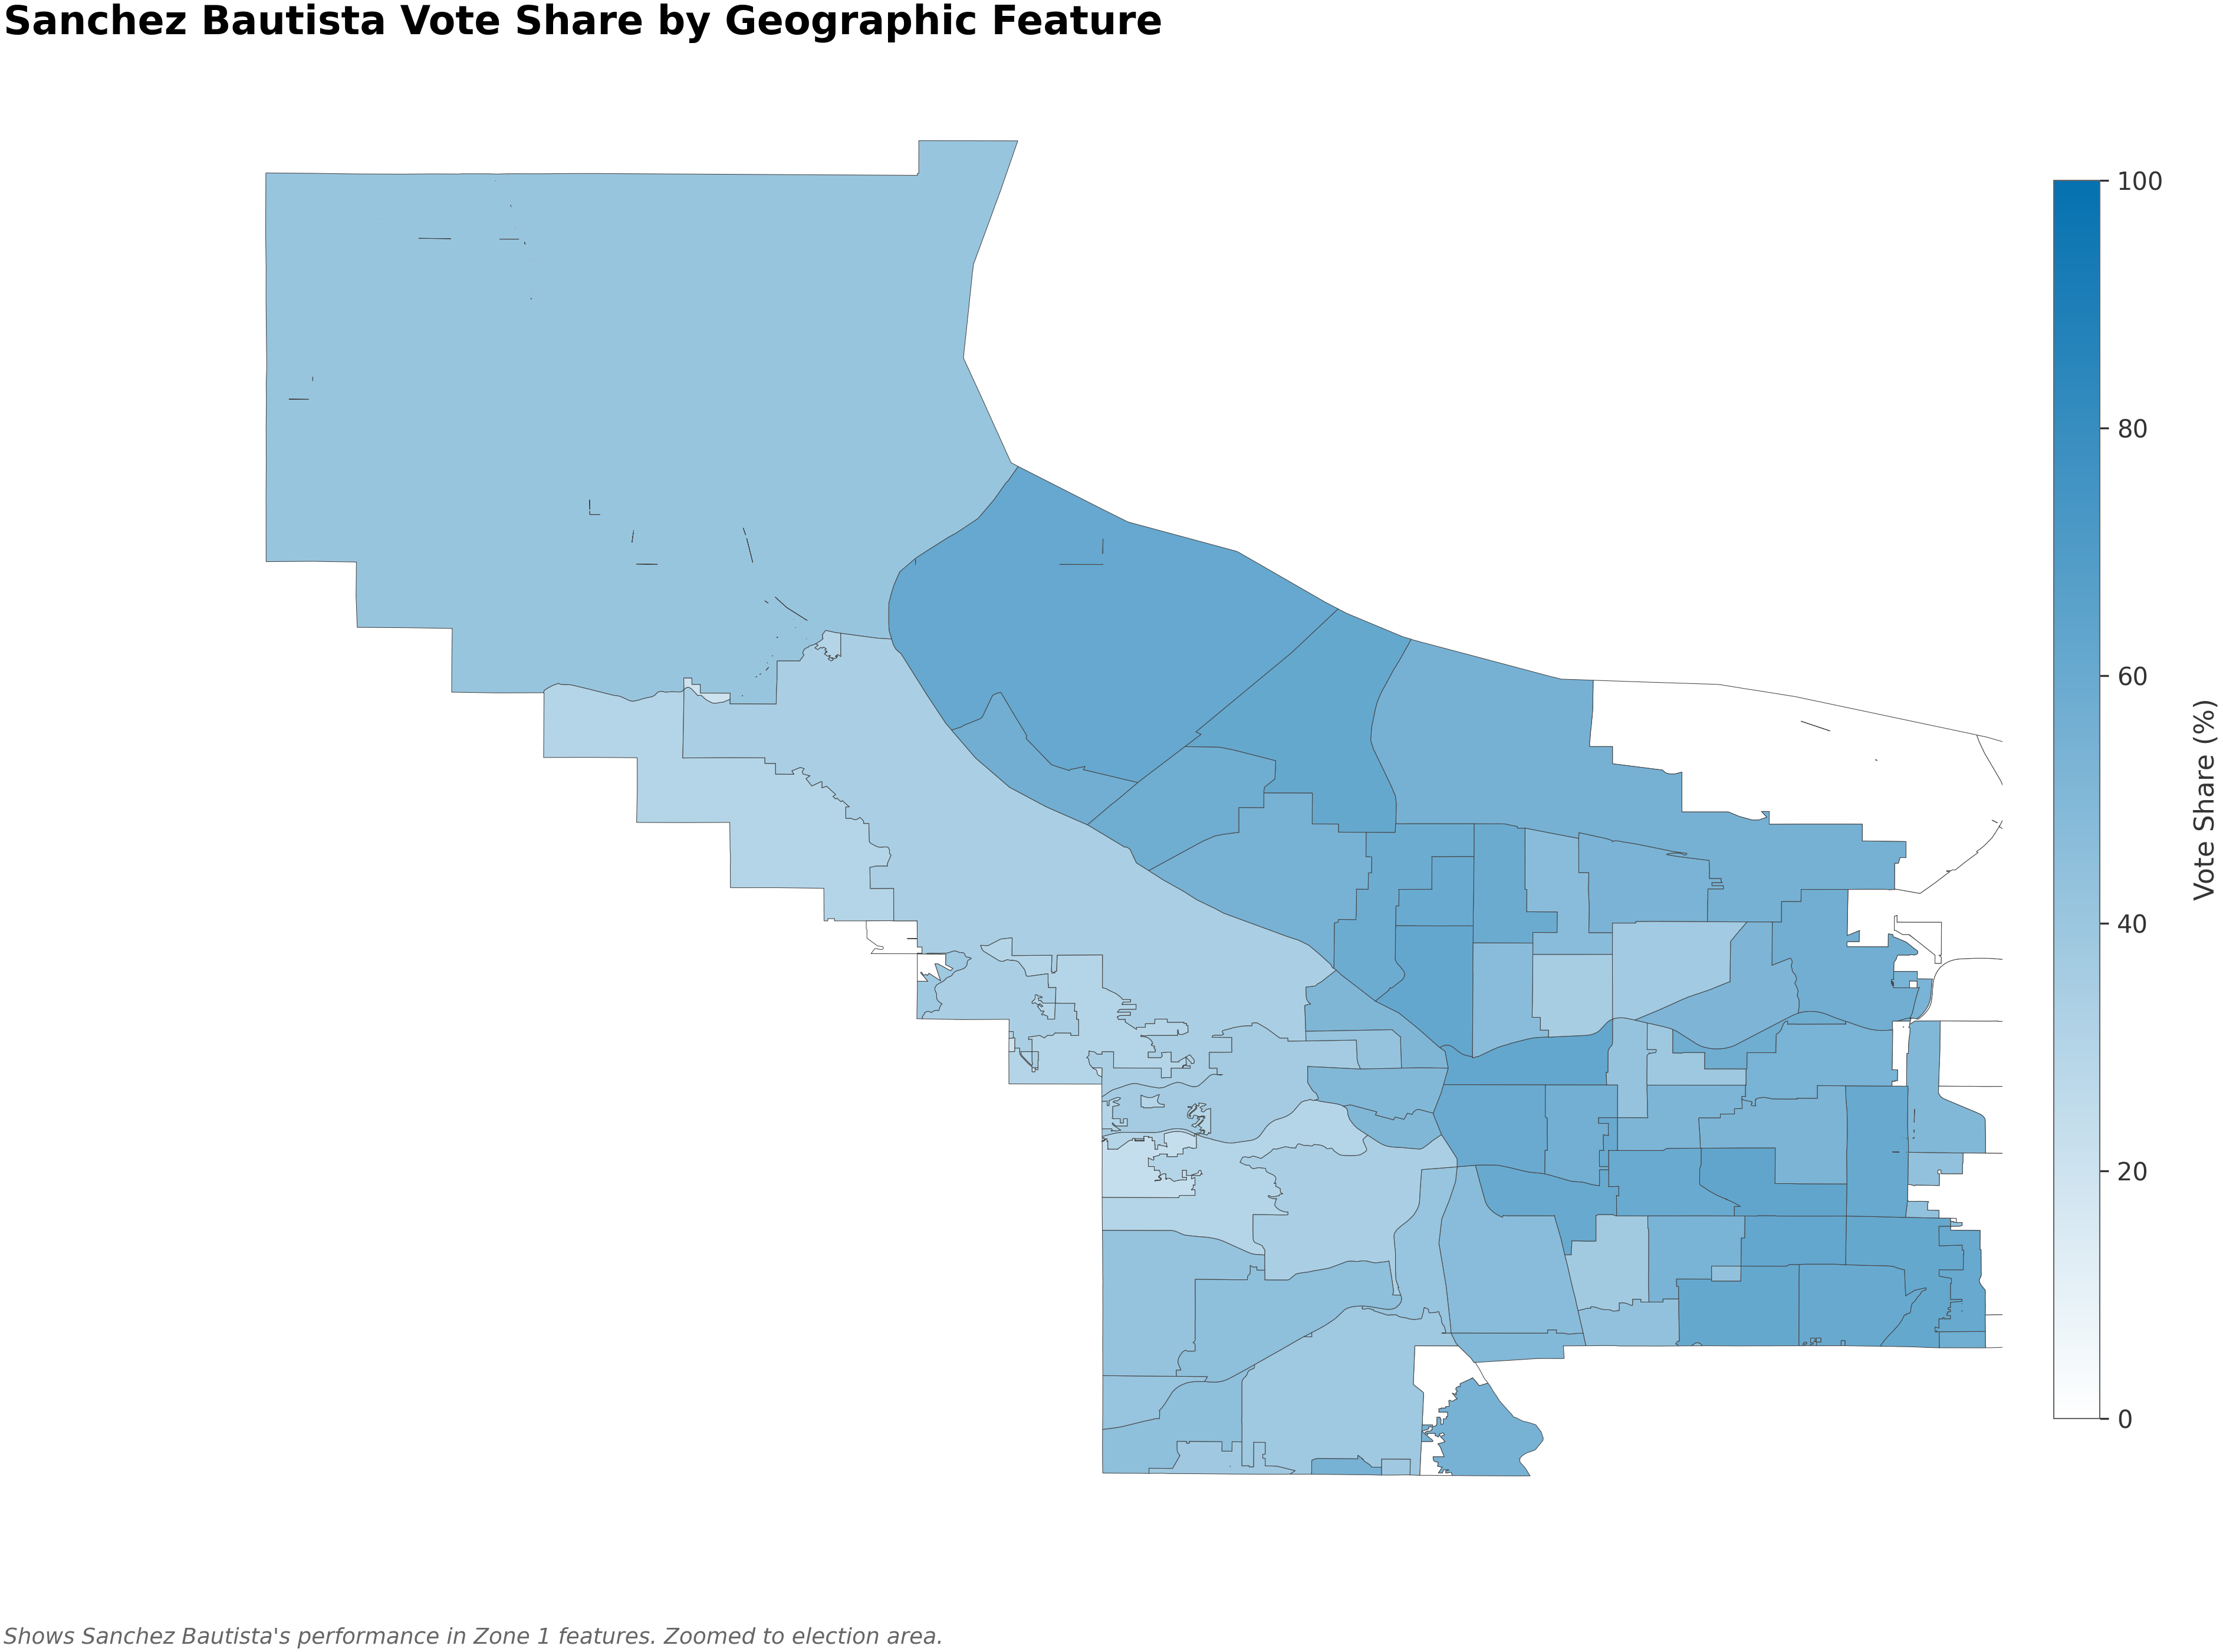 Sanchez Bautista Vote Share by Geographic Feature
100
80
60
40
20
0
Vote Share (%)
Shows Sanchez Bautista's performance in Zone 1 features. Zoomed to election area.